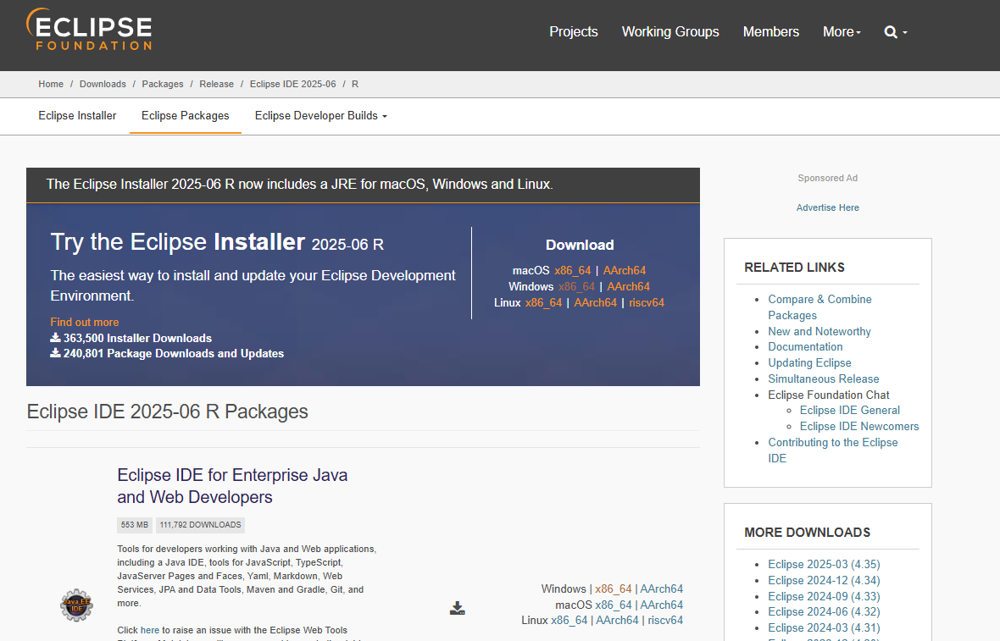 ECLIPSE
FOUNDATION
Projects Working Groups Members More
Home / Downloads / Packages / Release / Eclipse IDE 2025-06 / R
Eclipse Installer Eclipse Packages Eclipse Developer Builds
The Eclipse Installer 2025-06 R now includes a JRE for macOS, Windows and Linux.
Try the Eclipse Installer 2025-06 R
The easiest way to install and update your Eclipse Development
Environment.
Find out more
363,500 Installer Downloads
240,801 Package Downloads and Updates
Download
macOS x86_64 | AArch64
Windows x86_64 | AArch64
Linux x86_64 | AArch64 | riscv64
Eclipse IDE 2025-06 R Packages
Eclipse IDE for Enterprise Java
and Web Developers
553 MB 111,792 DOWNLOADS
Tools for developers working with Java and Web applications,
including a Java IDE, tools for JavaScript, TypeScript,
JavaServer Pages and Faces, Yaml, Markdown, Web
Services, JPA and Data Tools, Maven and Gradle, Git, and
more.
Click here to raise an issue with the Eclipse Web Tools
Java EE
IDE
Windows | x86_64 | AArch64
macOS x86_64 | AArch64
Linux x86_64 | AArch64 | riscv64
Sponsored Ad
Advertise Here
RELATED LINKS
Compare & Combine
Packages
New and Noteworthy
Documentation
Updating Eclipse
Simultaneous Release
Eclipse Foundation Chat
Eclipse IDE General
Eclipse IDE Newcomers
Contributing to the Eclipse
IDE
MORE DOWNLOADS
Eclipse 2025-03 (4.35)
Eclipse 2024-12 (4.34)
Eclipse 2024-09 (4.33)
Eclipse 2024-06 (4.32)
Eclipse 2024-03 (4.31)